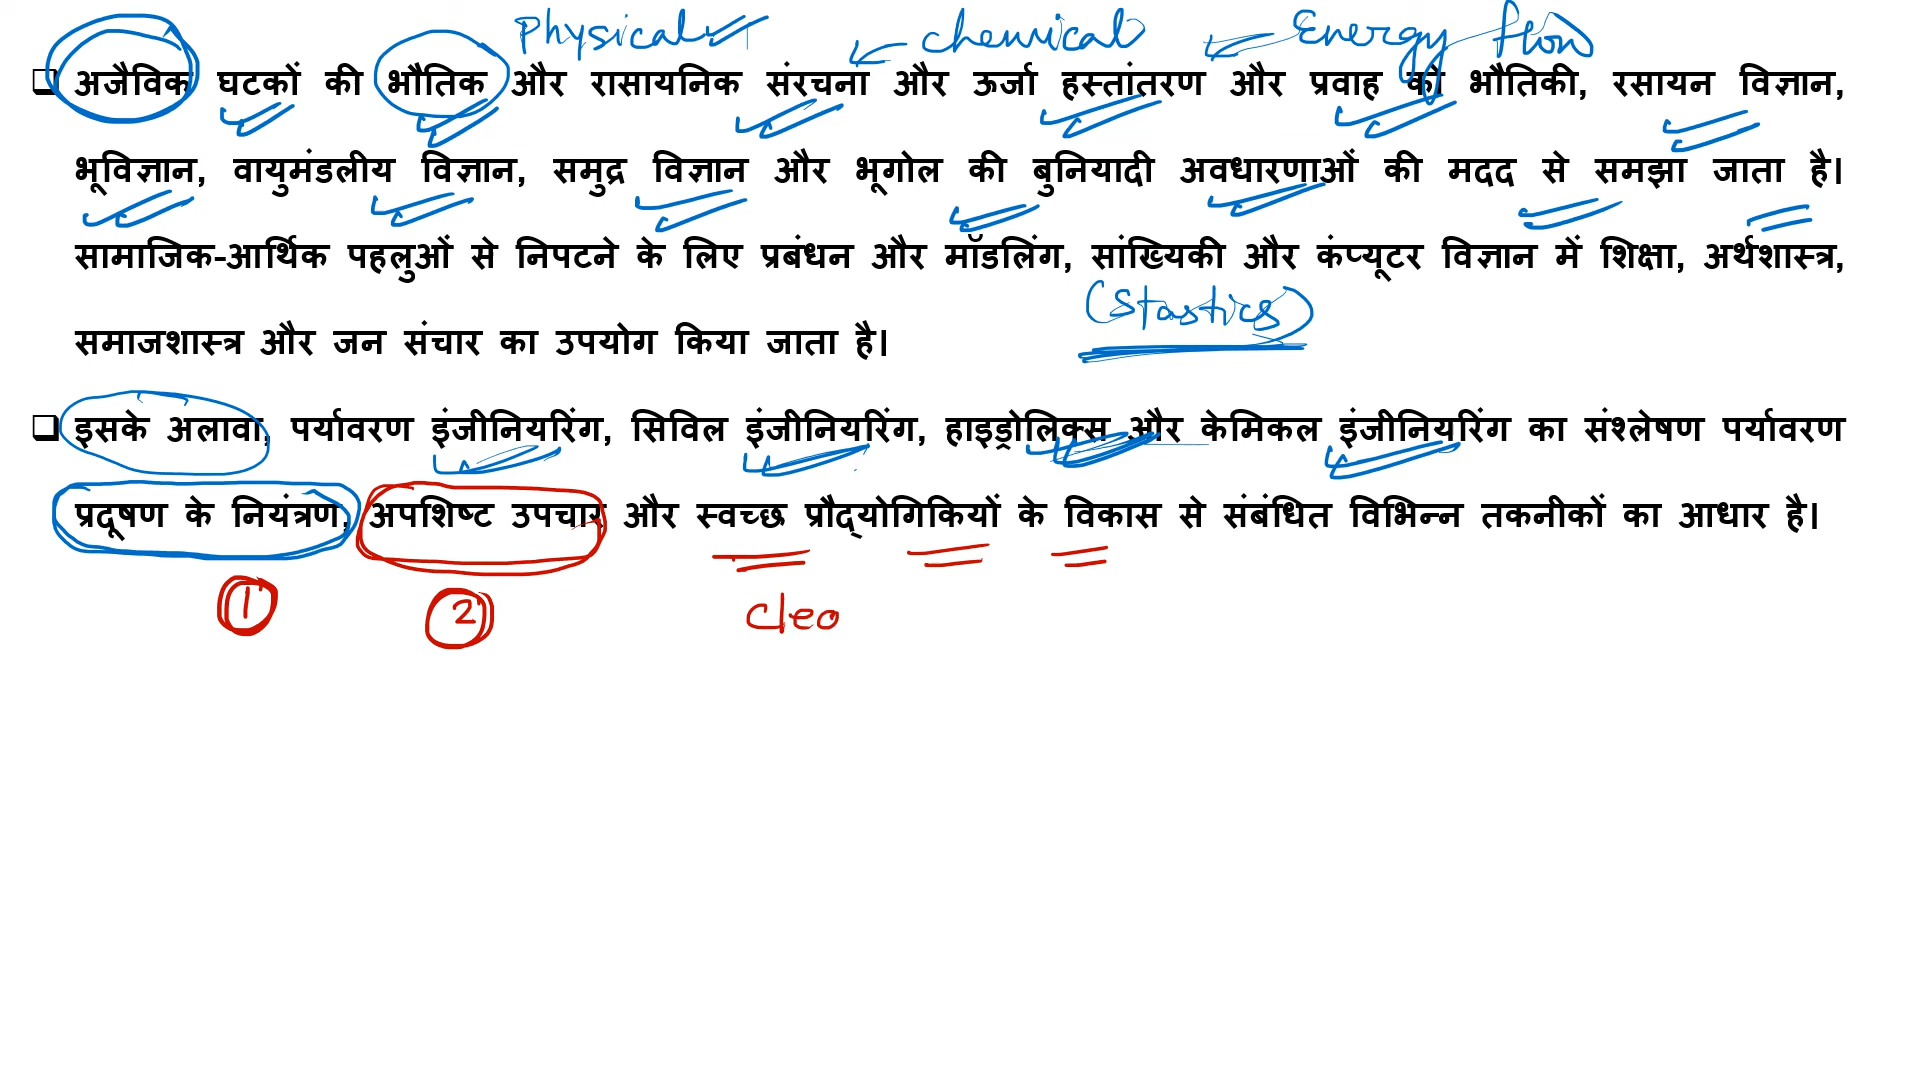 Physical chemical Energy flow
❑ अजैविक घटकों की भौतिक और रासायनिक संरचना और ऊर्जा हस्तांतरण और प्रवाह को भौतिकी, रसायन विज्ञान,
भूविज्ञान, वायुमंडलीय विज्ञान, समुद्र विज्ञान और भूगोल की बुनियादी अवधारणाओं की मदद से समझा जाता है।
सामाजिक-आर्थिक पहलुओं से निपटने के लिए प्रबंधन और मॉडलिंग, सांख्यिकी और कंप्यूटर विज्ञान में शिक्षा, अर्थशास्त्र,
(Stastics)
समाजशास्त्र और जन संचार का उपयोग किया जाता है।
❑ इसके अलावा, पर्यावरण इंजीनियरिंग, सिविल इंजीनियरिंग, हाइड्रोलिक्स और केमिकल इंजीनियरिंग का संश्लेषण पर्यावरण
प्रदूषण के नियंत्रण, अपशिष्ट उपचार और स्वच्छ प्रौद्योगिकियों के विकास से संबंधित विभिन्न तकनीकों का आधार है।
1 2 cleo